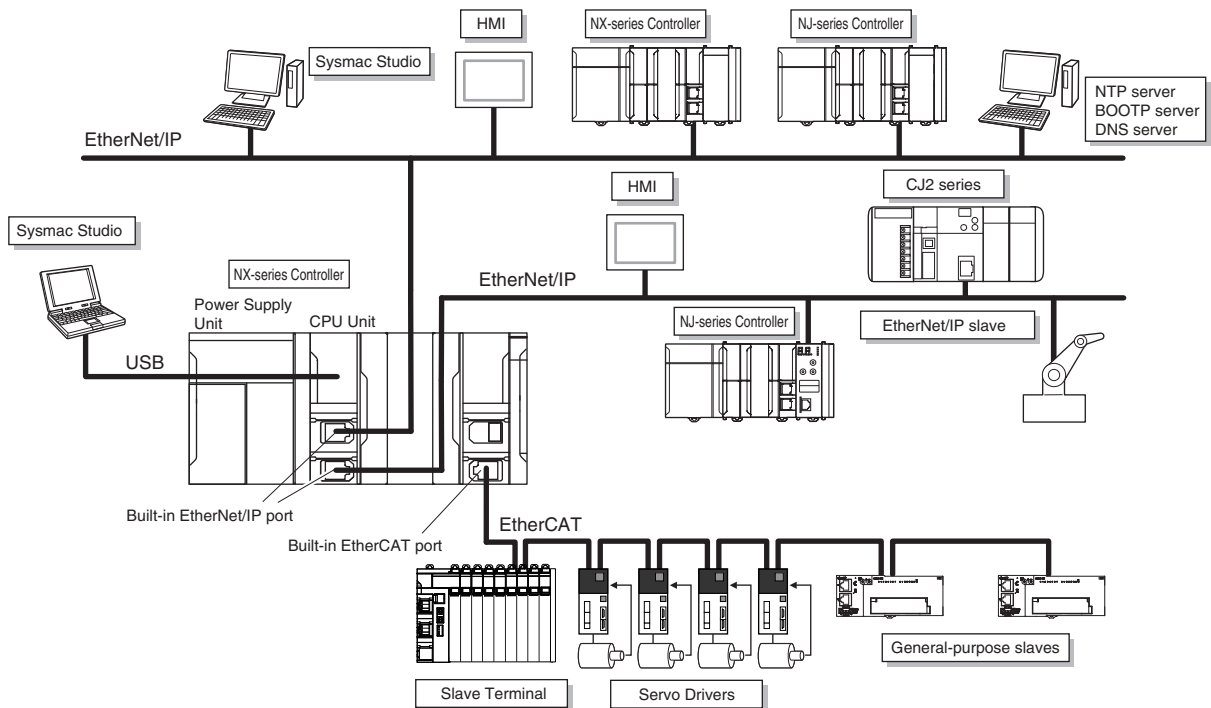 HMI
NX-series Controller
NJ-series Controller
Sysmac Studio
NTP server
BOOTP server
DNS server
EtherNet/IP
HMI
CJ2 series
Sysmac Studio
NX-series Controller
EtherNet/IP
Power Supply
Unit
CPU Unit
NJ-series Controller
EtherNet/IP slave
USB
Built-in EtherNet/IP port
Built-in EtherCAT port
EtherCAT
General-purpose slaves
Slave Terminal
Servo Drivers